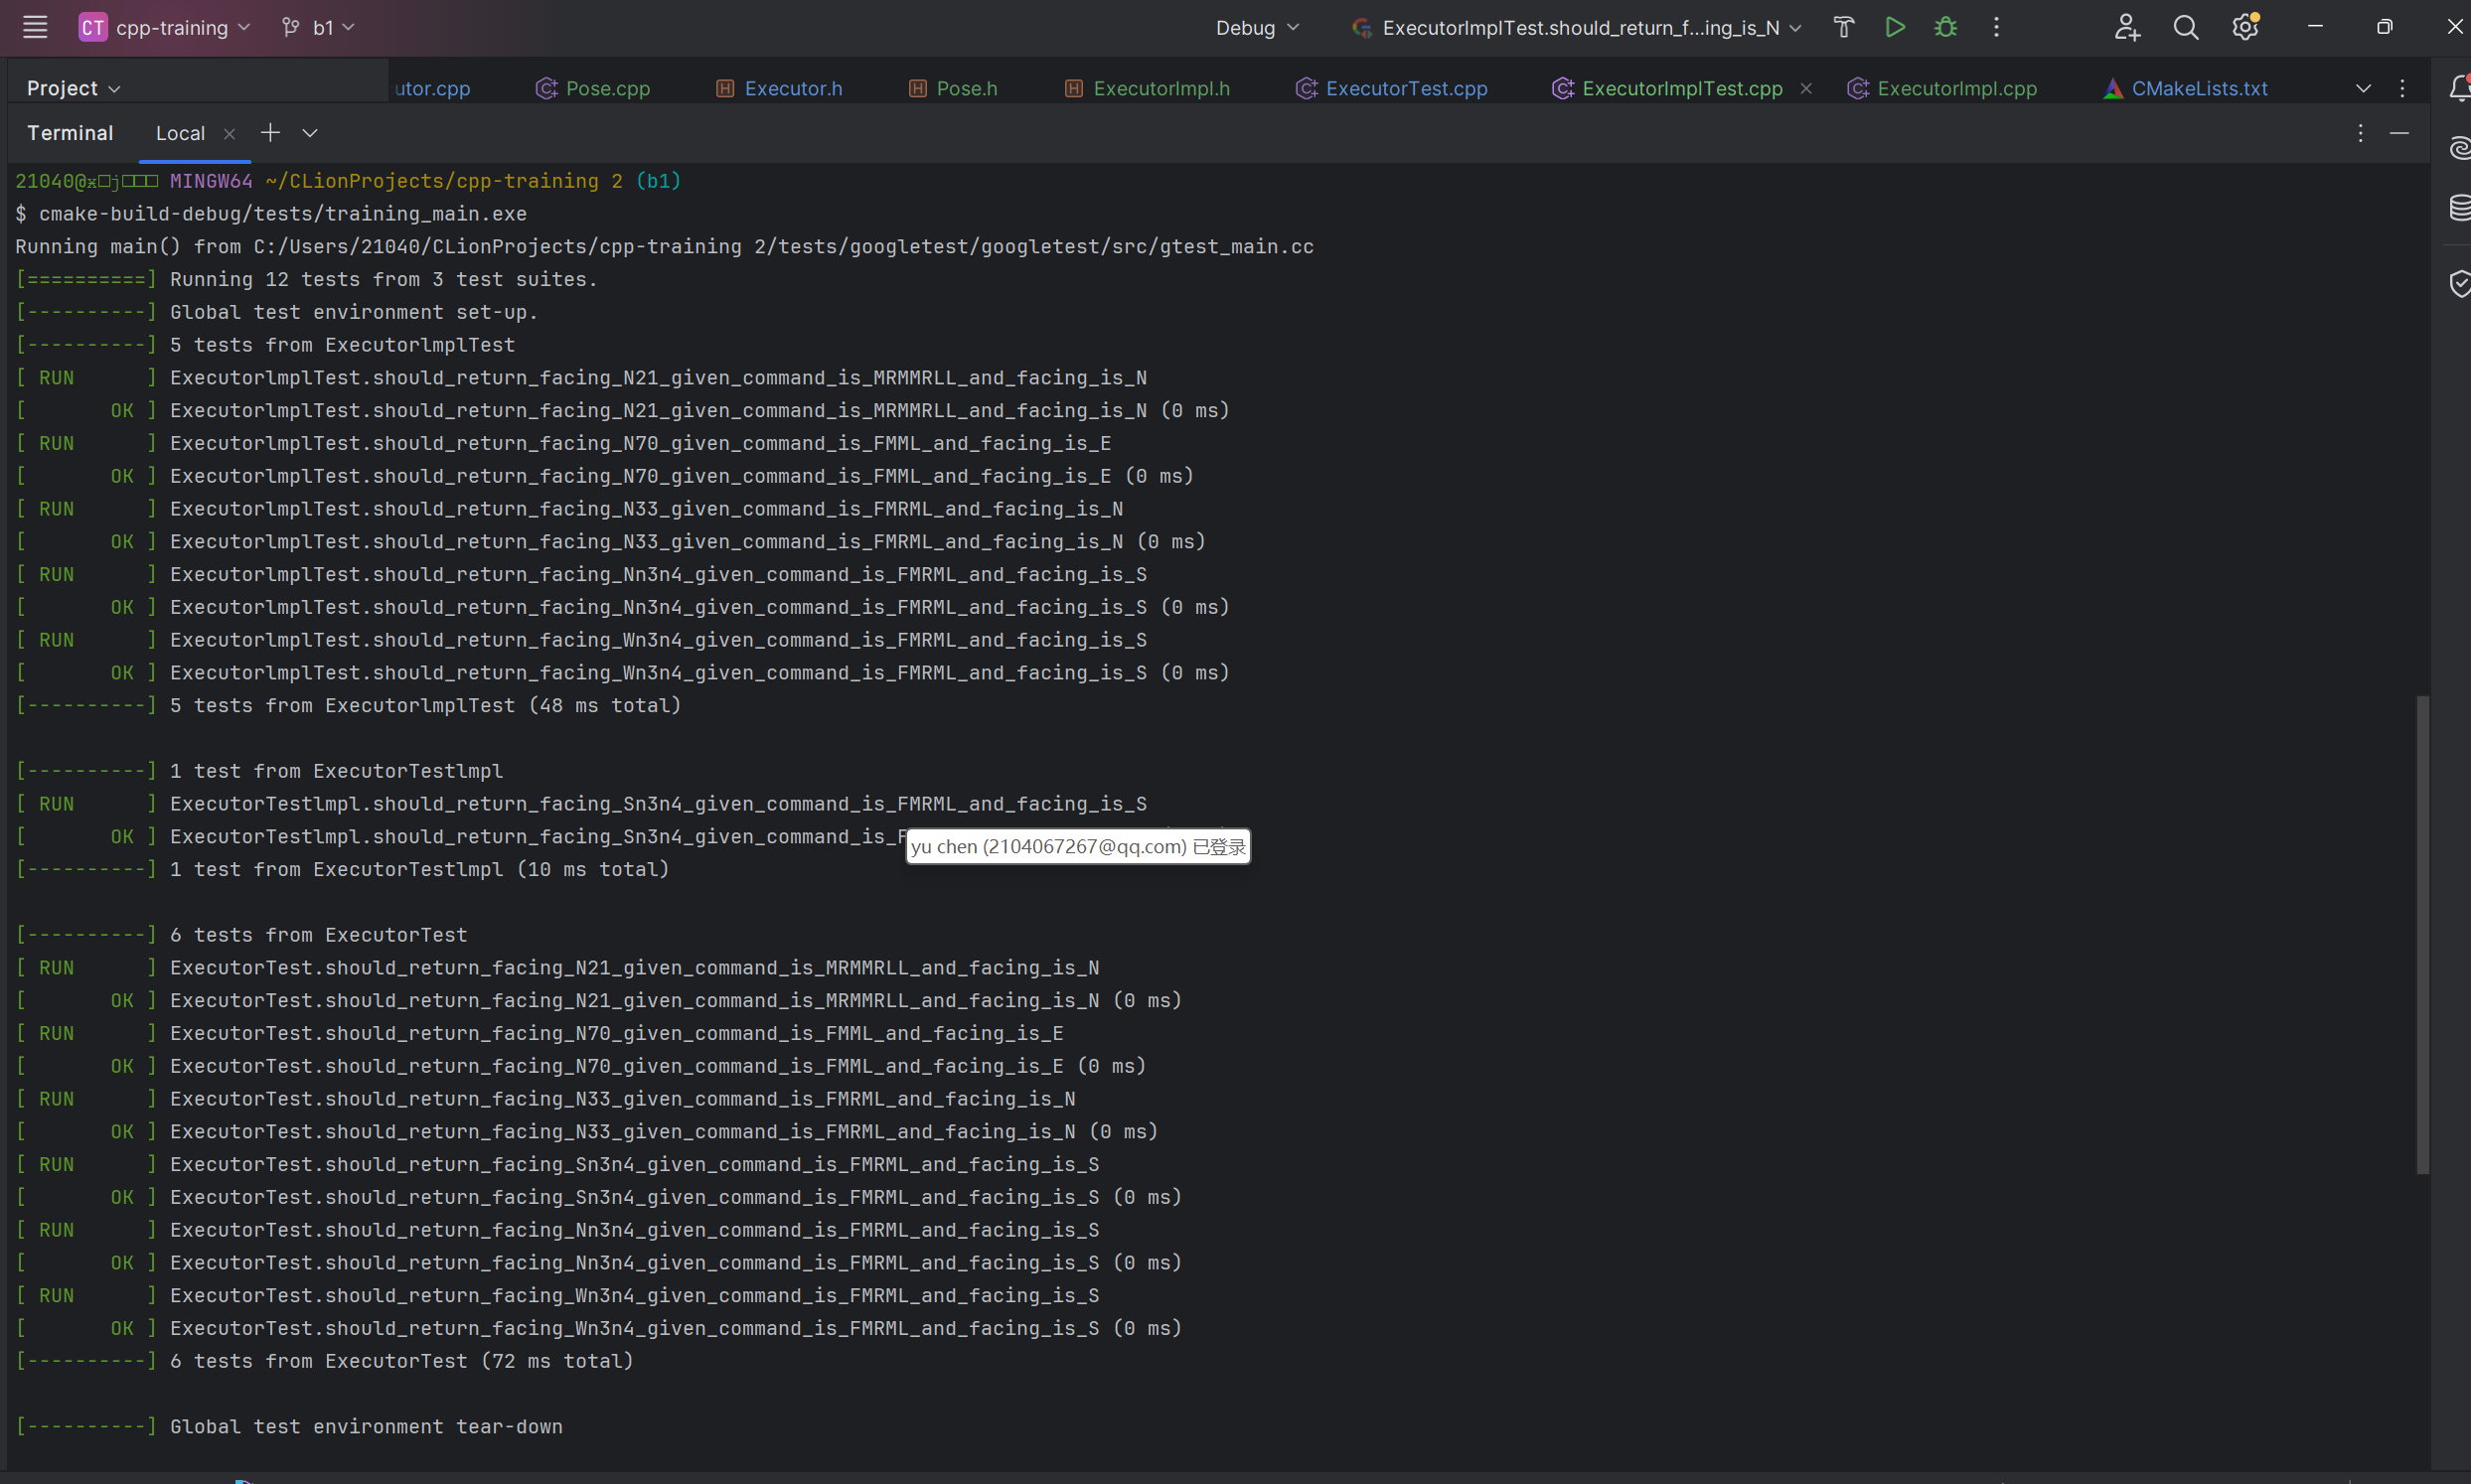 CT cpp-training b1 Debug ExecutorImplTest.should_return_f...ing_is_N
Project utor.cpp Pose.cpp Executor.h Pose.h ExecutorImpl.h ExecutorTest.cpp ExecutorImplTest.cpp ExecutorImpl.cpp CMakeLists.txt
Terminal Local
MINGW64 ~/CLionProjects/cpp-training 2 (b1)
$ cmake-build-debug/tests/training_main.exe
Running main() from C:/Users/21040/CLionProjects/cpp-training 2/tests/googletest/googletest/src/gtest_main.cc
[==========] Running 12 tests from 3 test suites.
[----------] Global test environment set-up.
[----------] 5 tests from ExecutorlmplTest
[ RUN      ] ExecutorlmplTest.should_return_facing_N21_given_command_is_MRMMRLL_and_facing_is_N
[       OK ] ExecutorlmplTest.should_return_facing_N21_given_command_is_MRMMRLL_and_facing_is_N (0 ms)
[ RUN      ] ExecutorlmplTest.should_return_facing_N70_given_command_is_FMML_and_facing_is_E
[       OK ] ExecutorlmplTest.should_return_facing_N70_given_command_is_FMML_and_facing_is_E (0 ms)
[ RUN      ] ExecutorlmplTest.should_return_facing_N33_given_command_is_FMRML_and_facing_is_N
[       OK ] ExecutorlmplTest.should_return_facing_N33_given_command_is_FMRML_and_facing_is_N (0 ms)
[ RUN      ] ExecutorlmplTest.should_return_facing_Nn3n4_given_command_is_FMRML_and_facing_is_S
[       OK ] ExecutorlmplTest.should_return_facing_Nn3n4_given_command_is_FMRML_and_facing_is_S (0 ms)
[ RUN      ] ExecutorlmplTest.should_return_facing_Wn3n4_given_command_is_FMRML_and_facing_is_S
[       OK ] ExecutorlmplTest.should_return_facing_Wn3n4_given_command_is_FMRML_and_facing_is_S (0 ms)
[----------] 5 tests from ExecutorlmplTest (48 ms total)
[----------] 1 test from ExecutorTestlmpl
[ RUN      ] ExecutorTestlmpl.should_return_facing_Sn3n4_given_command_is_FMRML_and_facing_is_S
[       OK ] ExecutorTestlmpl.should_return_facing_Sn3n4_given_command_is_F
yu chen (2104067267@qq.com) 已登录
[----------] 1 test from ExecutorTestlmpl (10 ms total)
[----------] 6 tests from ExecutorTest
[ RUN      ] ExecutorTest.should_return_facing_N21_given_command_is_MRMMRLL_and_facing_is_N
[       OK ] ExecutorTest.should_return_facing_N21_given_command_is_MRMMRLL_and_facing_is_N (0 ms)
[ RUN      ] ExecutorTest.should_return_facing_N70_given_command_is_FMML_and_facing_is_E
[       OK ] ExecutorTest.should_return_facing_N70_given_command_is_FMML_and_facing_is_E (0 ms)
[ RUN      ] ExecutorTest.should_return_facing_N33_given_command_is_FMRML_and_facing_is_N
[       OK ] ExecutorTest.should_return_facing_N33_given_command_is_FMRML_and_facing_is_N (0 ms)
[ RUN      ] ExecutorTest.should_return_facing_Sn3n4_given_command_is_FMRML_and_facing_is_S
[       OK ] ExecutorTest.should_return_facing_Sn3n4_given_command_is_FMRML_and_facing_is_S (0 ms)
[ RUN      ] ExecutorTest.should_return_facing_Nn3n4_given_command_is_FMRML_and_facing_is_S
[       OK ] ExecutorTest.should_return_facing_Nn3n4_given_command_is_FMRML_and_facing_is_S (0 ms)
[ RUN      ] ExecutorTest.should_return_facing_Wn3n4_given_command_is_FMRML_and_facing_is_S
[       OK ] ExecutorTest.should_return_facing_Wn3n4_given_command_is_FMRML_and_facing_is_S (0 ms)
[----------] 6 tests from ExecutorTest (72 ms total)
[----------] Global test environment tear-down